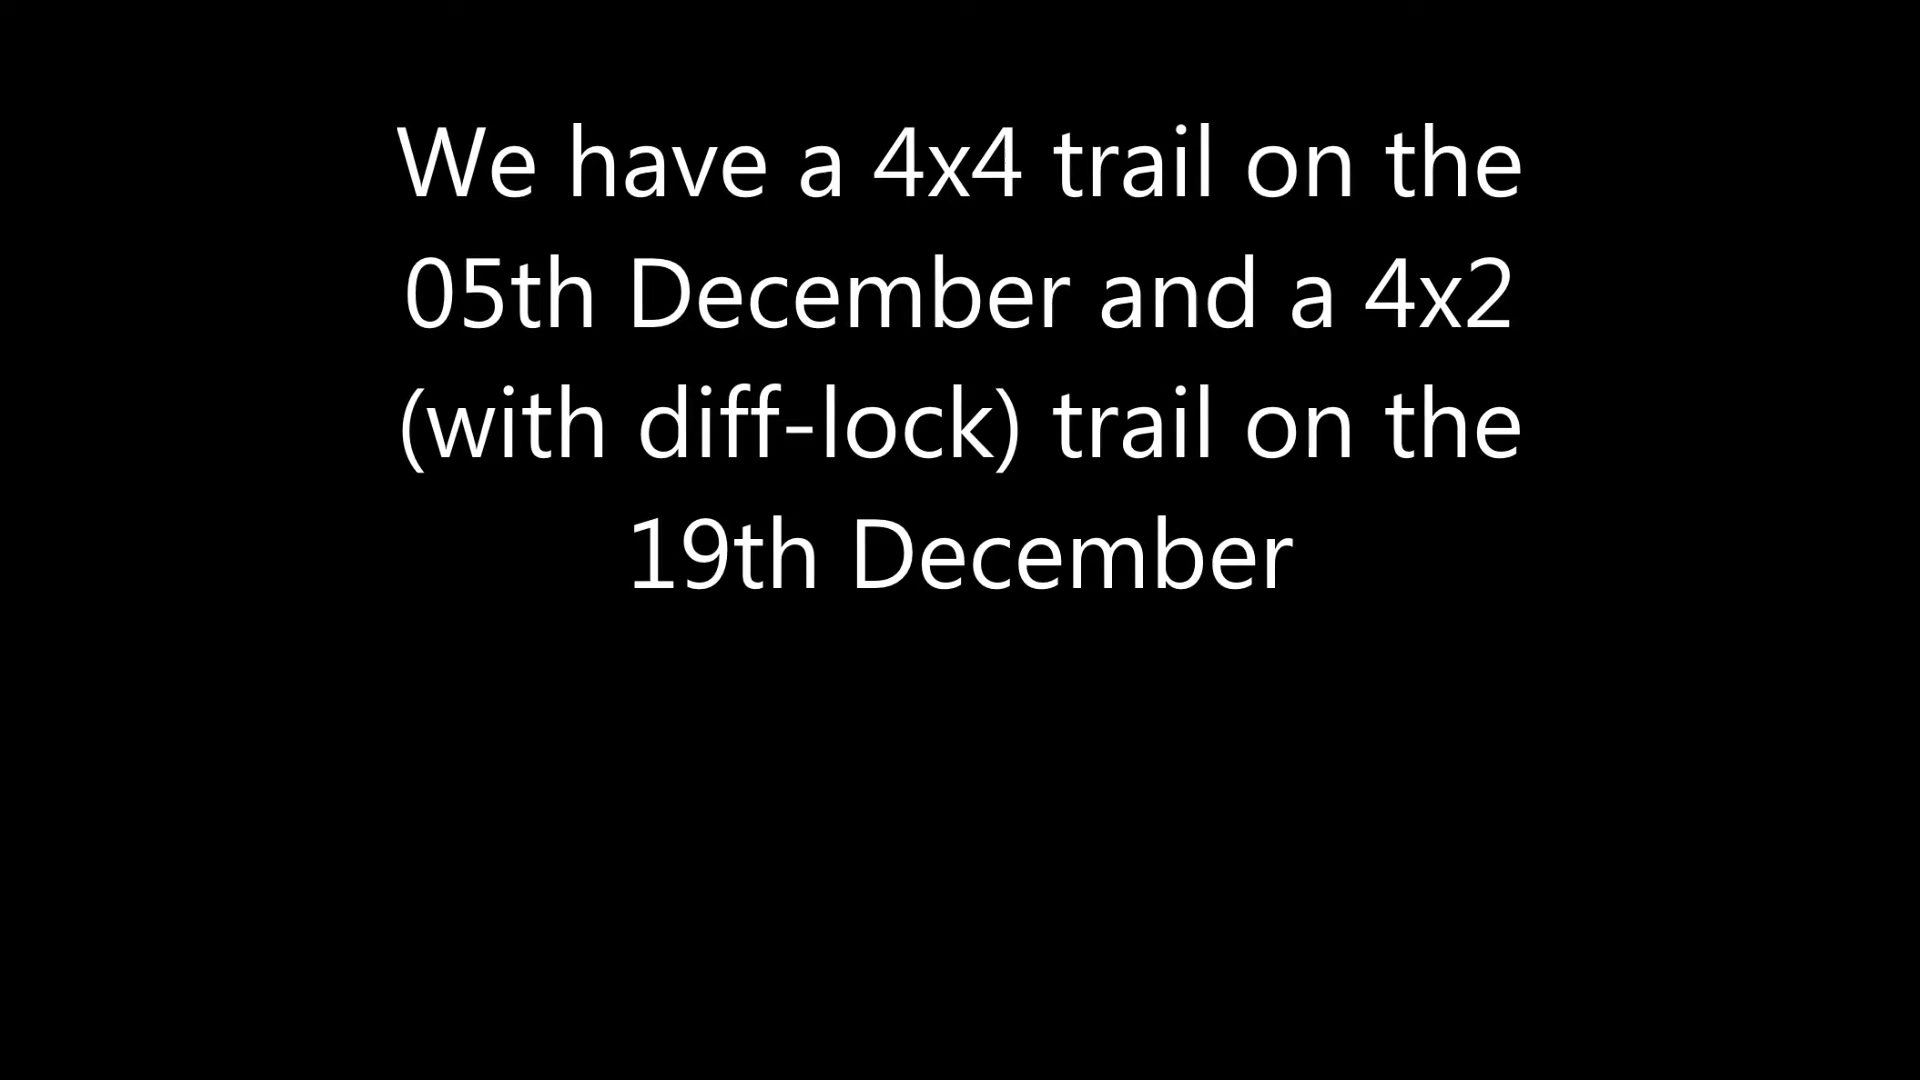 We have a 4x4 trail on the
05th December and a 4x2
(with diff-lock) trail on the
19th December